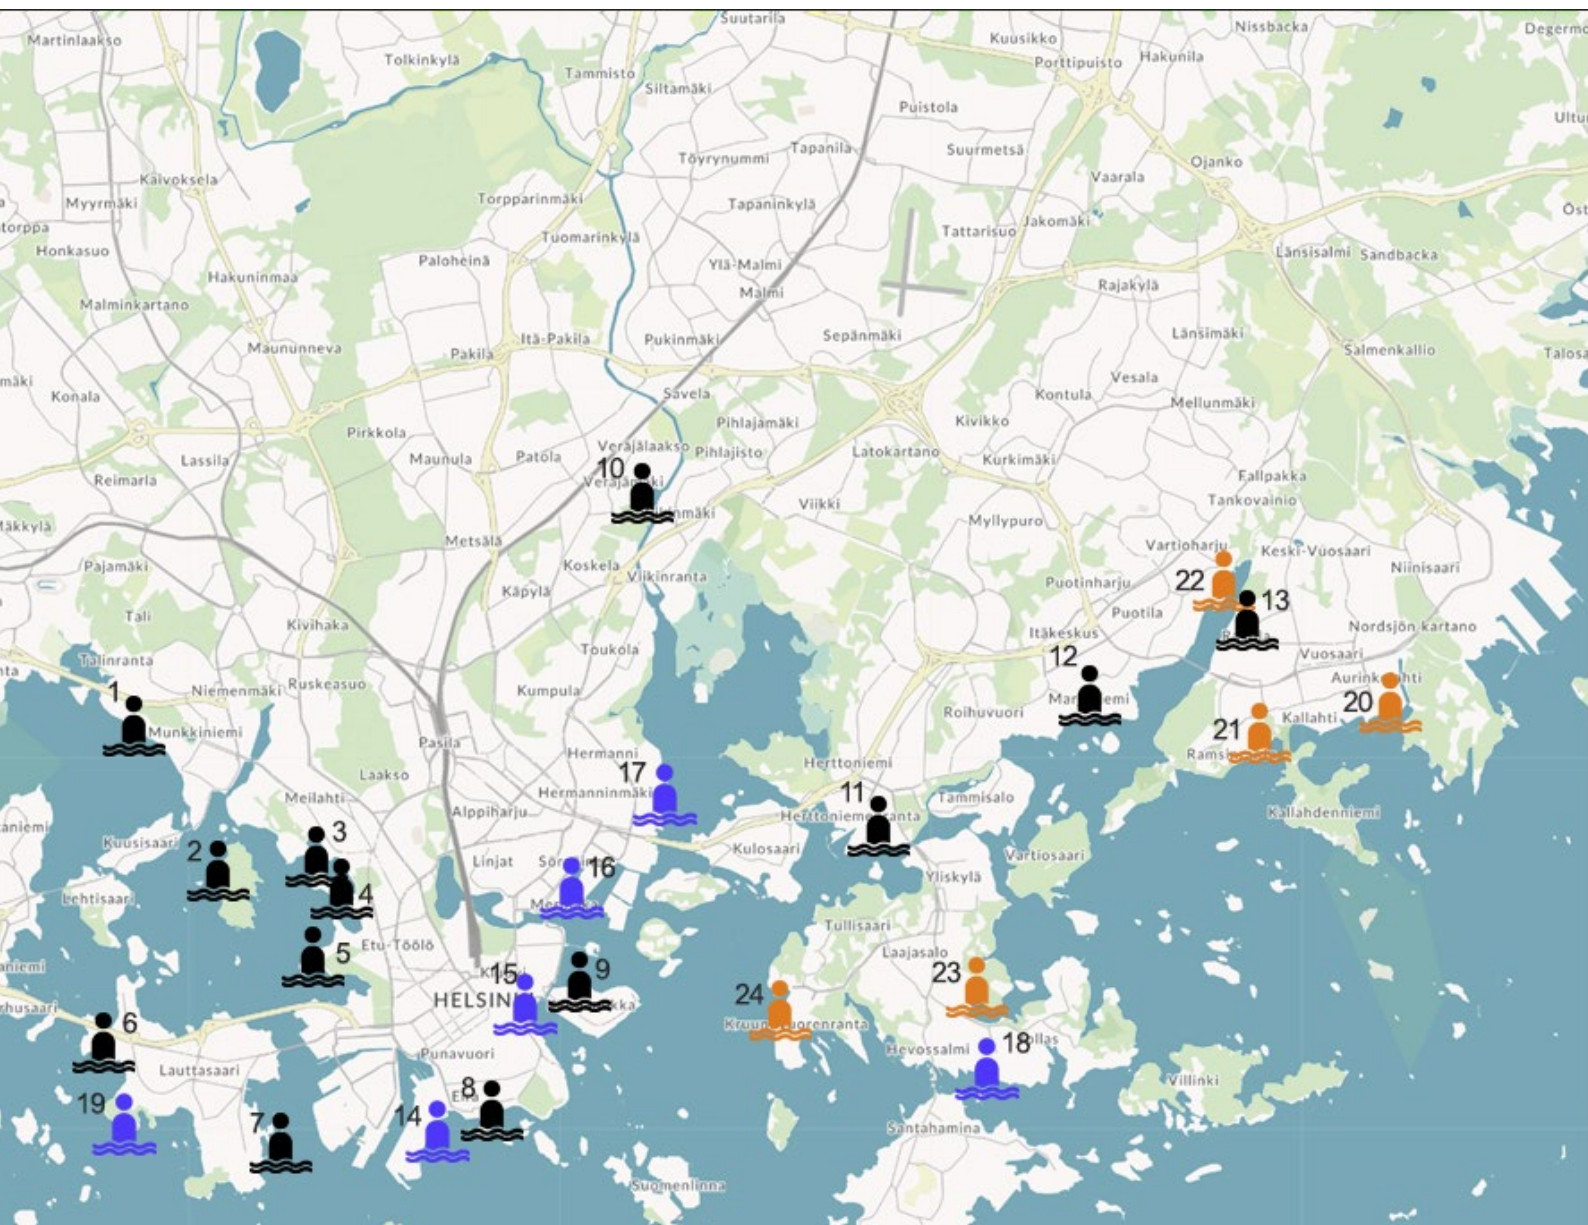 Suutarila
Nissbacka
Martinlaakso
Kuusikko
Degermo
Tolkinkylä
Tammisto
Porttipuisto
Hakunila
Siltamäki
Puistola
Töyrynummi
Tapanila
Suurmetsä
Ojanko
Kaivoksela
Vaarala
Myyrmäki
Torpparinmäki
Tapaninkylä
torppa
Honkasuo
Tuomarinkylä
Tattarisuo
Jakomäki
Paloheinä
Ylä-Malmi
Länsisalmi
Sandbacka
Hakuninmaa
Malmi
Rajakylä
Malminkartano
Itä-Pakila
Pukinmäki
Sepänmäki
Länsimäki
Maununneva
Pakila
Salmenkallio
Konala
Savela
Kontula
Vesala
Mellunmäki
Pihlajamäki
Kivikko
Pirkkola
Veräjälaakso
Pihlajisto
Latokartano
Lassila
Maunula
Patola
Kurkimäki
10
Reimarla
Fallpakka
Tankovainio
Viikki
Myllypuro
Metsälä
Vartioharju
Keski-Vuosaari
Pajamäki
Koskela
Viikinranta
Niinisaari
22
Puotinharju
Käpylä
13
Puotila
Tali
Kivihaka
Nordsjön kartano
Itäkeskus
Toukola
Vuosaari
12
Talinranta
Ruskeasuo
Niemenmäki
Kumpula
1
20
Roihuvuori
Kallahti
21
Munkkiniemi
Pasila
Hermanni
Herttoniemi
17
Laakso
Hermanninmäki
11
Meilahti
Alppiharju
Tammisalo
Kallahdenniemi
3
Kuusisaari
2
Linjat
16
Kulosaari
Vartiosaari
Yliskylä
4
Lehtisaari
Tullisaari
Etu-Töölö
5
Laajasalo
15
9
23
24
HELSIN
6
18
Hevossalmi
Punavuori
Lauttasaari
Villinki
8
19
14
7
Santahamina
Suomenlinna